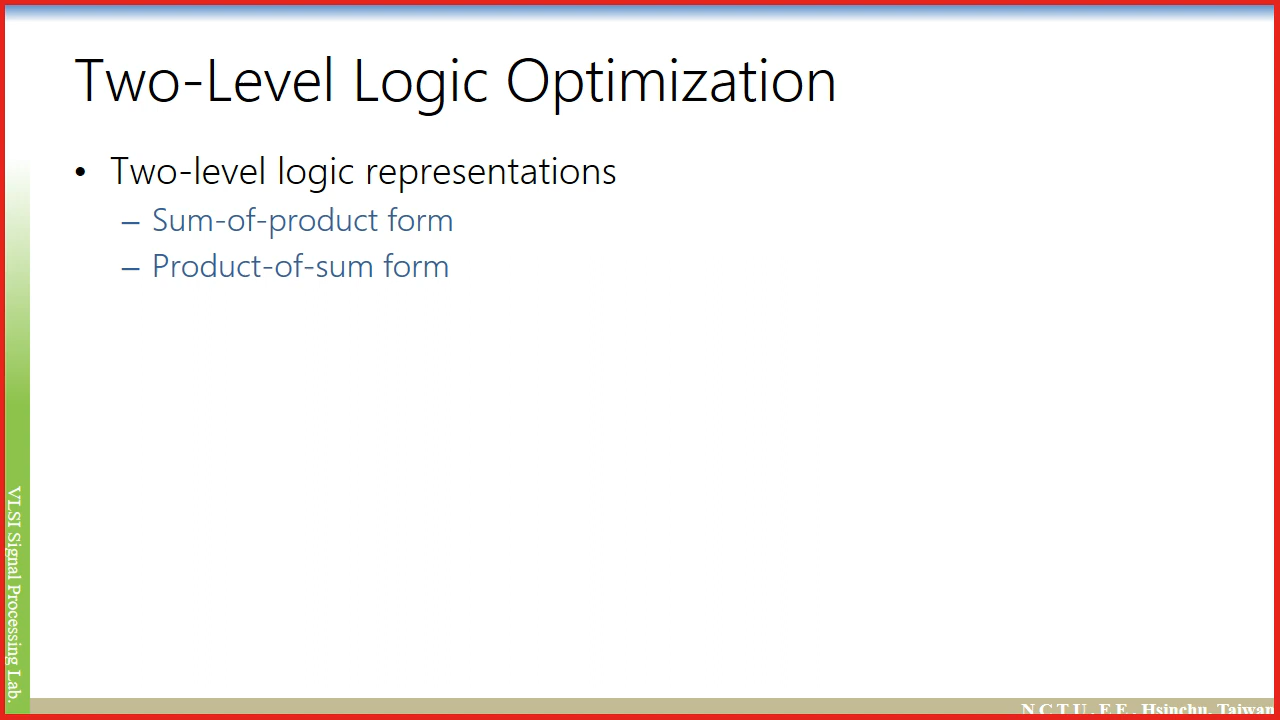 Two-Level Logic Optimization
• Two-level logic representations
– Sum-of-product form
– Product-of-sum form
VLSI Signal Processing Lab.
N C T U . E E , Hsinchu, Taiwan